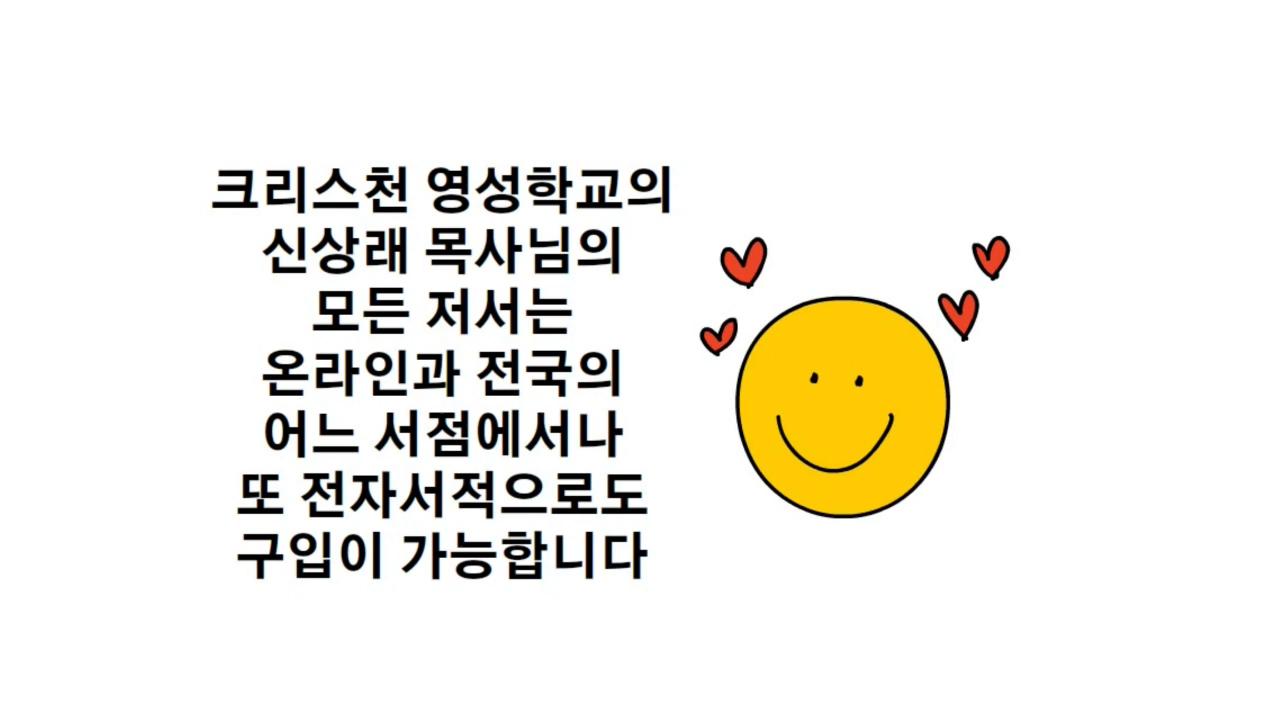 크리스천 영성학교의
신상래 목사님의
모든 저서는
온라인과 전국의
어느 서점에서나
또 전자서적으로도
구입이 가능합니다